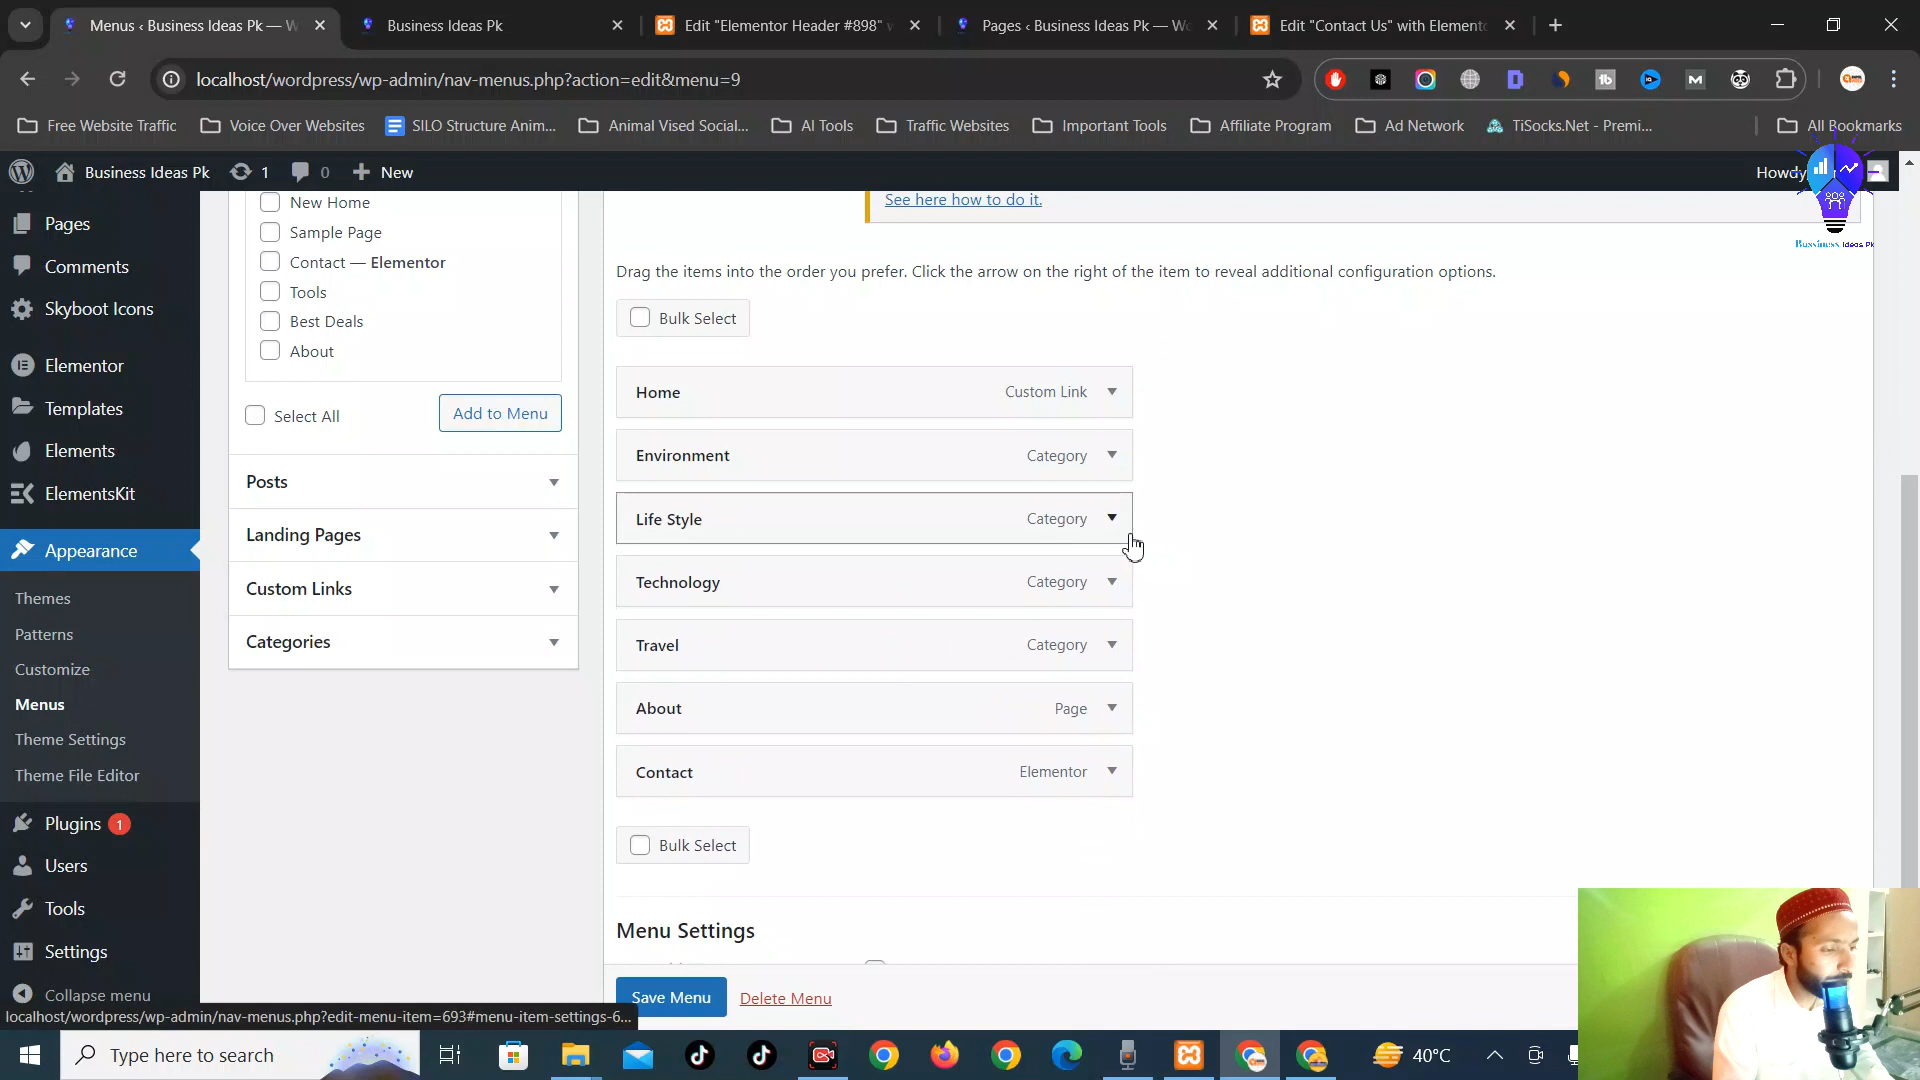 Menus ‹ Business Ideas Pk — W
Business Ideas Pk
Edit "Elementor Header #898" w
Pages ‹ Business Ideas Pk — Wo
Edit "Contact Us" with Elemento
localhost/wordpress/wp-admin/nav-menus.php?action=edit&menu=9
Free Website Traffic
Voice Over Websites
SILO Structure Anim...
Animal Vised Social...
AI Tools
Traffic Websites
Important Tools
Affiliate Program
Ad Network
TiSocks.Net - Premi...
All Bookmarks
Business Ideas Pk
1
0
New
Howdy,
Bussiness Ideas Pk
Pages
Comments
Skyboot Icons
Elementor
Templates
Elements
ElementsKit
Appearance
Themes
Patterns
Customize
Menus
Theme Settings
Theme File Editor
Plugins 1
Users
Tools
Settings
Collapse menu
New Home
Sample Page
Contact — Elementor
Tools
Best Deals
About
Select All
Add to Menu
Posts
Landing Pages
Custom Links
Categories
See here how to do it.
Drag the items into the order you prefer. Click the arrow on the right of the item to reveal additional configuration options.
Bulk Select
Home Custom Link
Environment Category
Life Style Category
Technology Category
Travel Category
About Page
Contact Elementor
Bulk Select
Menu Settings
Save Menu
Delete Menu
localhost/wordpress/wp-admin/nav-menus.php?edit-menu-item=693#menu-item-settings-6...
Type here to search
40°C